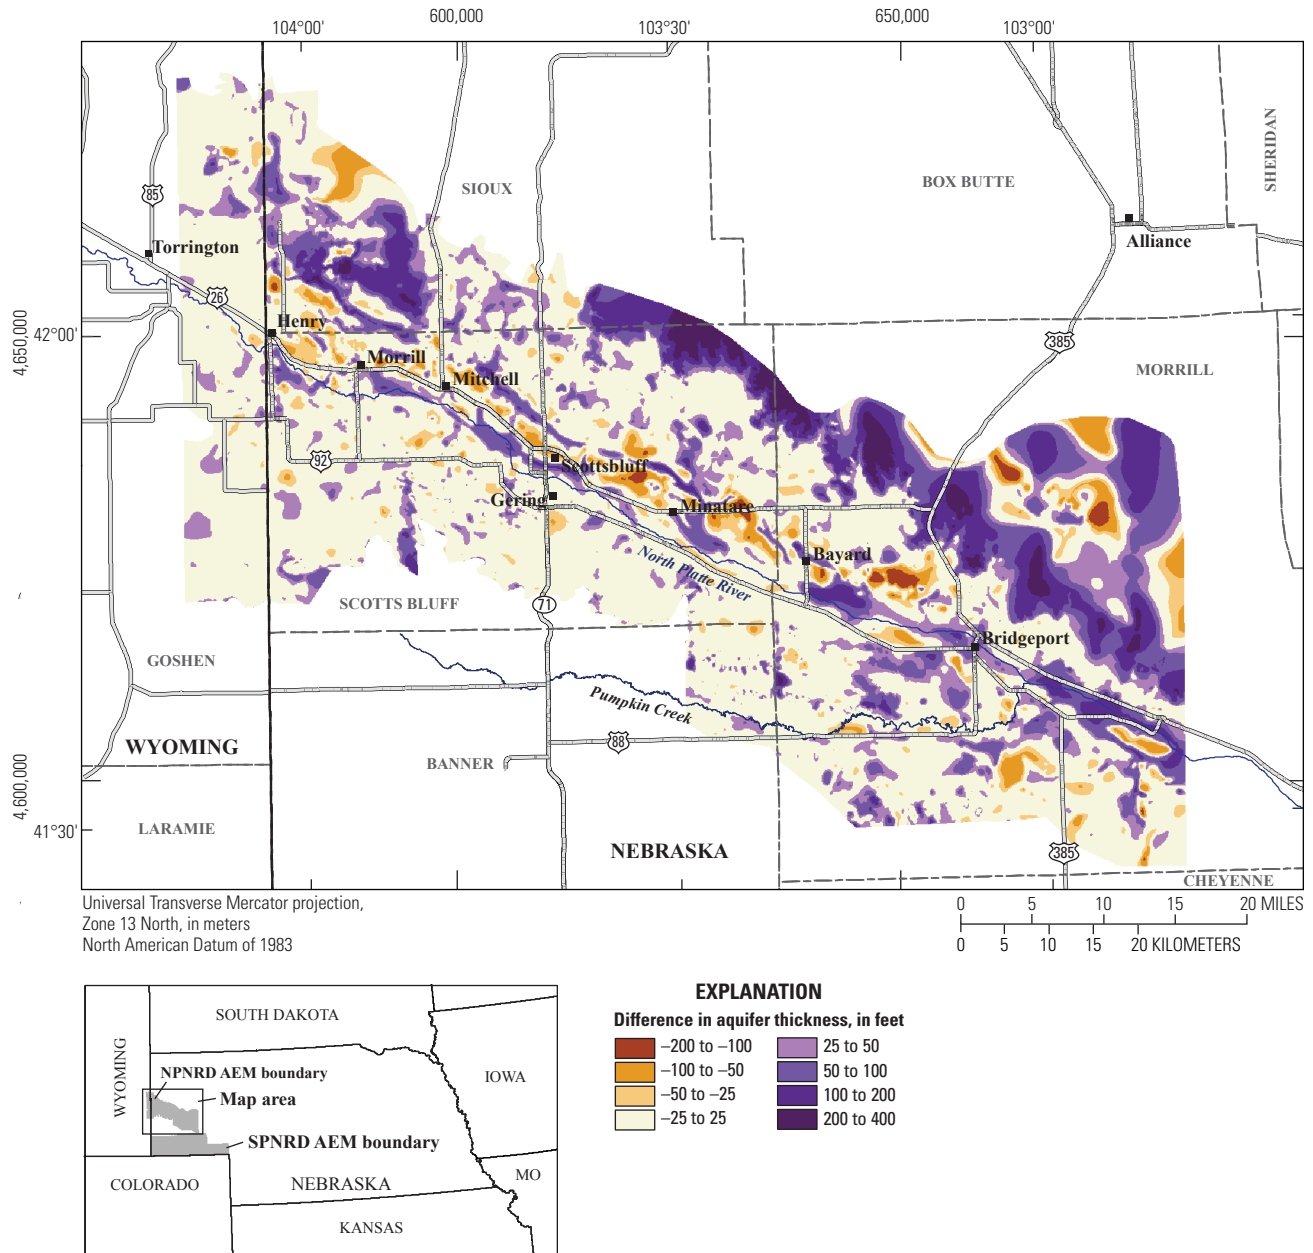 104°00'
600,000
103°30'
650,000
103°00'
SHERIDAN
BOX BUTTE
SIOUX
85
Torrington
Alliance
26
4,650,000
42°00'
Henry
385
Morrill
MORRILL
Mitchell
92
Scottsbluff
Gering
Minatare
North Platte River
Bayard
SCOTTS BLUFF
71
GOSHEN
Bridgeport
Pumpkin Creek
WYOMING
88
BANNER
4,600,000
41°30'
LARAMIE
NEBRASKA
385
CHEYENNE
Universal Transverse Mercator projection,
Zone 13 North, in meters
North American Datum of 1983
0 5 10 15 20 MILES
0 5 10 15 20 KILOMETERS
EXPLANATION
Difference in aquifer thickness, in feet
–200 to –100
–100 to –50
–50 to –25
–25 to 25
25 to 50
50 to 100
100 to 200
200 to 400
SOUTH DAKOTA
WYOMING
NPNRD AEM boundary
IOWA
Map area
SPNRD AEM boundary
COLORADO
NEBRASKA
MO
KANSAS